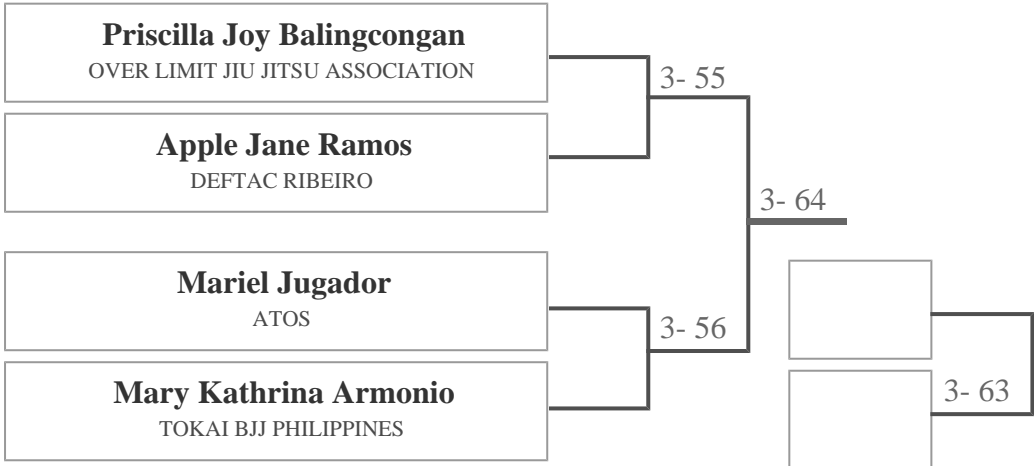 Priscilla Joy Balingcongan
OVER LIMIT JIU JITSU ASSOCIATION
3- 55
Apple Jane Ramos
DEFTAC RIBEIRO
3- 64
Mariel Jugador
ATOS
3- 56
Mary Kathrina Armonio
TOKAI BJJ PHILIPPINES
3- 63